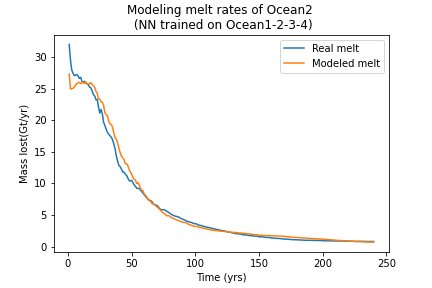 Modeling melt rates of Ocean2
(NN trained on Ocean1-2-3-4)
Real melt
Modeled melt
Mass lost(Gt/yr)
30
25
20
15
10
5
0
0 50 100 150 200 250
Time (yrs)